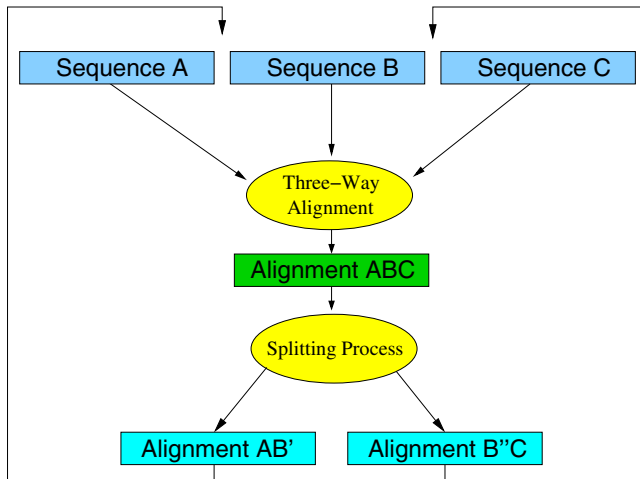 Sequence A
Sequence B
Sequence C
Three−Way
Alignment
Alignment ABC
Splitting Process
Alignment AB'
Alignment B''C